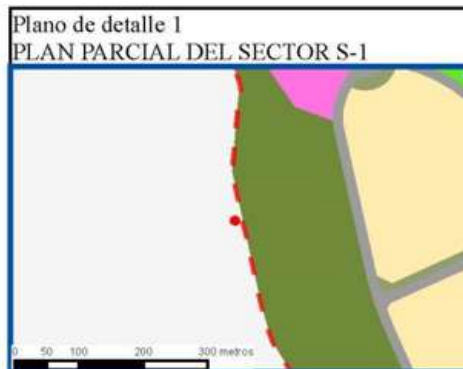 Plano de detalle 1
PLAN PARCIAL DEL SECTOR S-1
0 50 100 200 300 metros